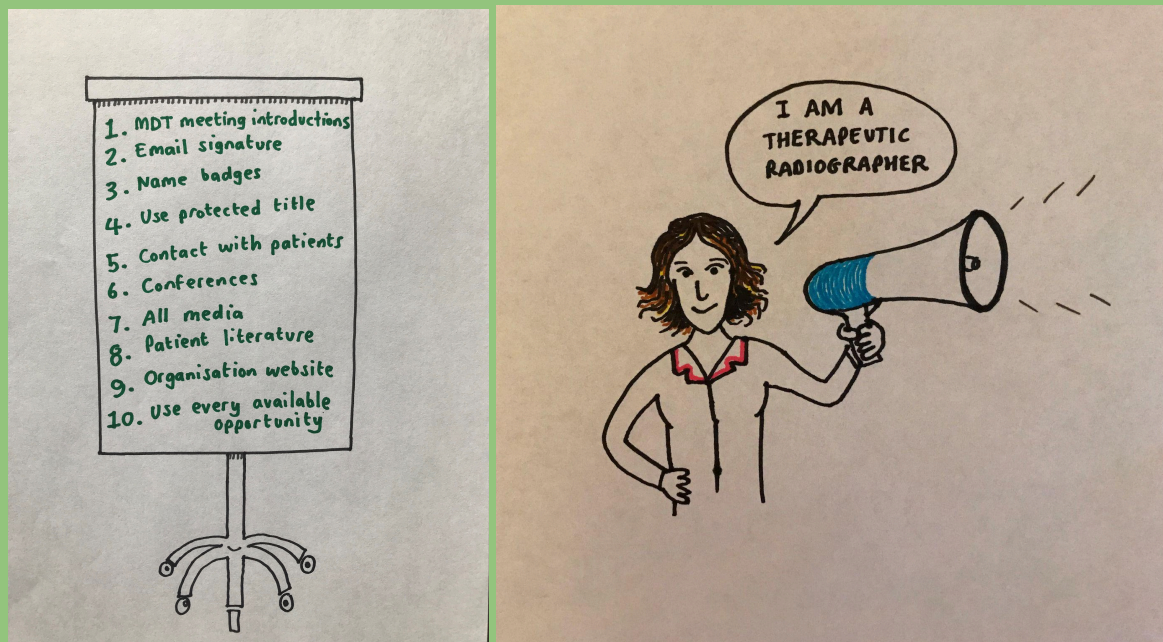 1. MDT meeting introductions
2. Email signature
3. Name badges
4. Use protected title
5. Contact with patients
6. Conferences
7. All media
8. Patient literature
9. Organisation website
10. Use every available
opportunity
I AM A
THERAPEUTIC
RADIOGRAPHER